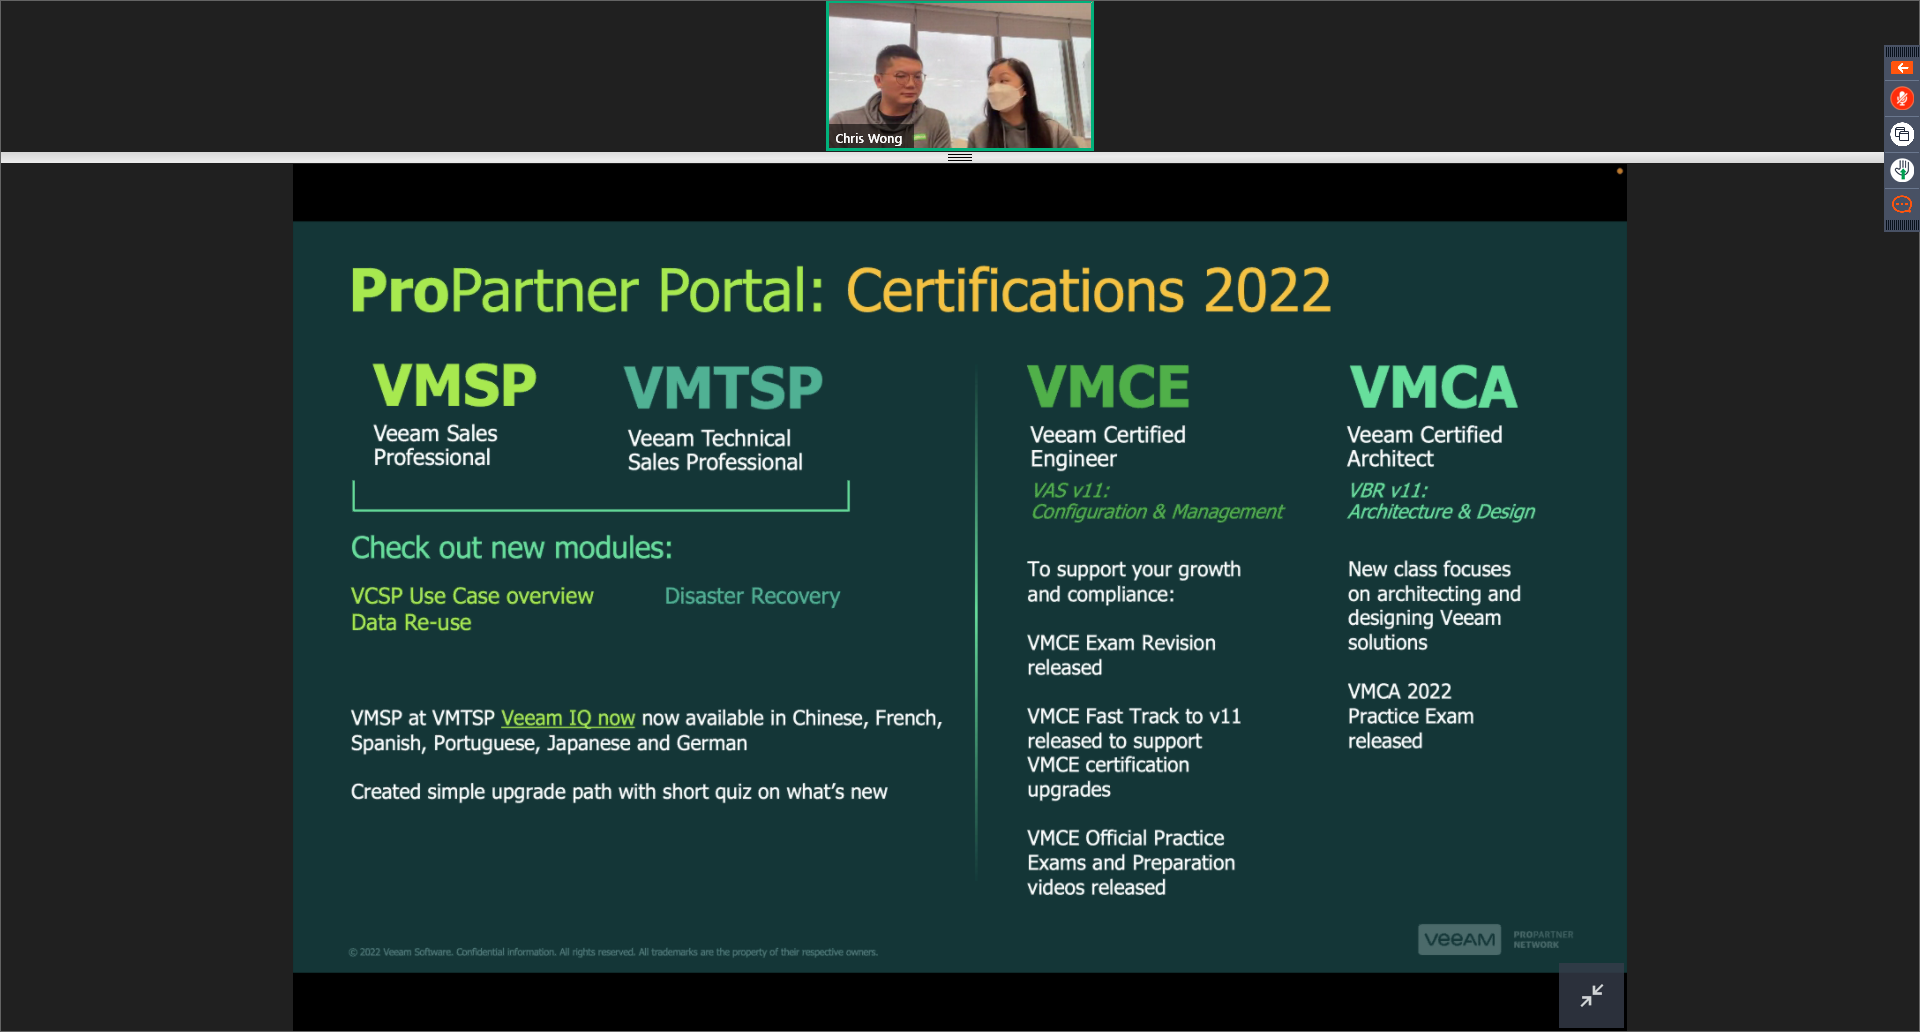 Chris Wong
ProPartner Portal: Certifications 2022
VMSP
Veeam Sales
Professional
VMTSP
Veeam Technical
Sales Professional
Check out new modules:
VCSP Use Case overview
Data Re-use
Disaster Recovery
VMSP at VMTSP Veeam IQ now now available in Chinese, French,
Spanish, Portuguese, Japanese and German
Created simple upgrade path with short quiz on what’s new
VMCE
Veeam Certified
Engineer
VAS v11:
Configuration & Management
To support your growth
and compliance:
VMCE Exam Revision
released
VMCE Fast Track to v11
released to support
VMCE certification
upgrades
VMCE Official Practice
Exams and Preparation
videos released
VMCA
Veeam Certified
Architect
VBR v11:
Architecture & Design
New class focuses
on architecting and
designing Veeam
solutions
VMCA 2022
Practice Exam
released
© 2022 Veeam Software. Confidential information. All rights reserved. All trademarks are the property of their respective owners.
veeAM
PROPARTNER
NETWORK